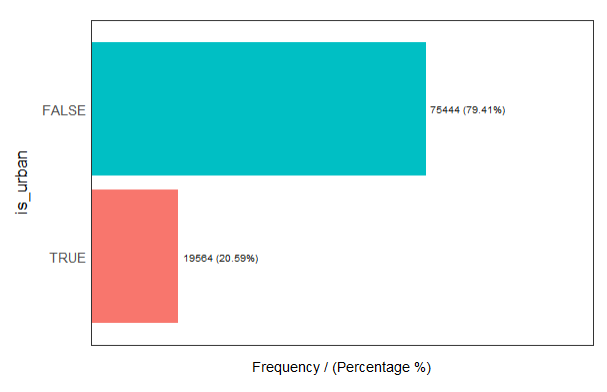 FALSE
75444 (79.41%)
is_urban
TRUE
19564 (20.59%)
Frequency / (Percentage %)